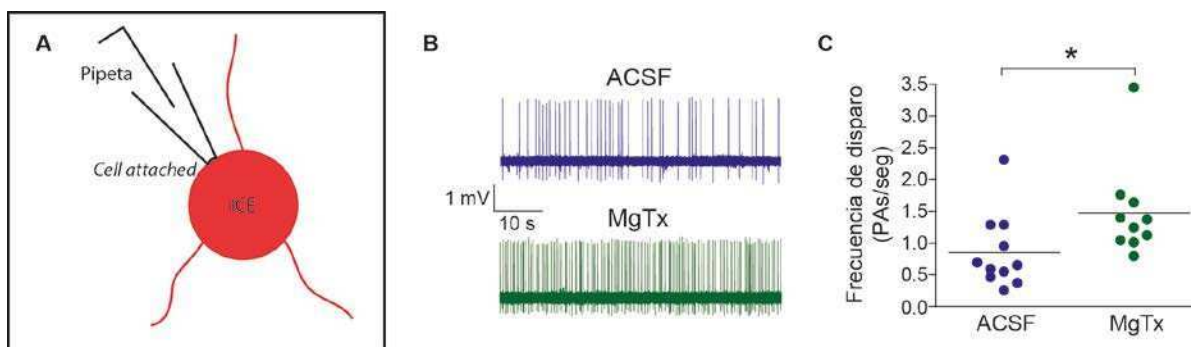 A
Pipeta
Cell attached
ICE
B
ACSF
1 mV
10 s
MgTx
C
*
Frecuencia de disparo
(PAs/seg)
3.5
3.0
2.5
2.0
1.5
1.0
0.5
0.0
ACSF
MgTx